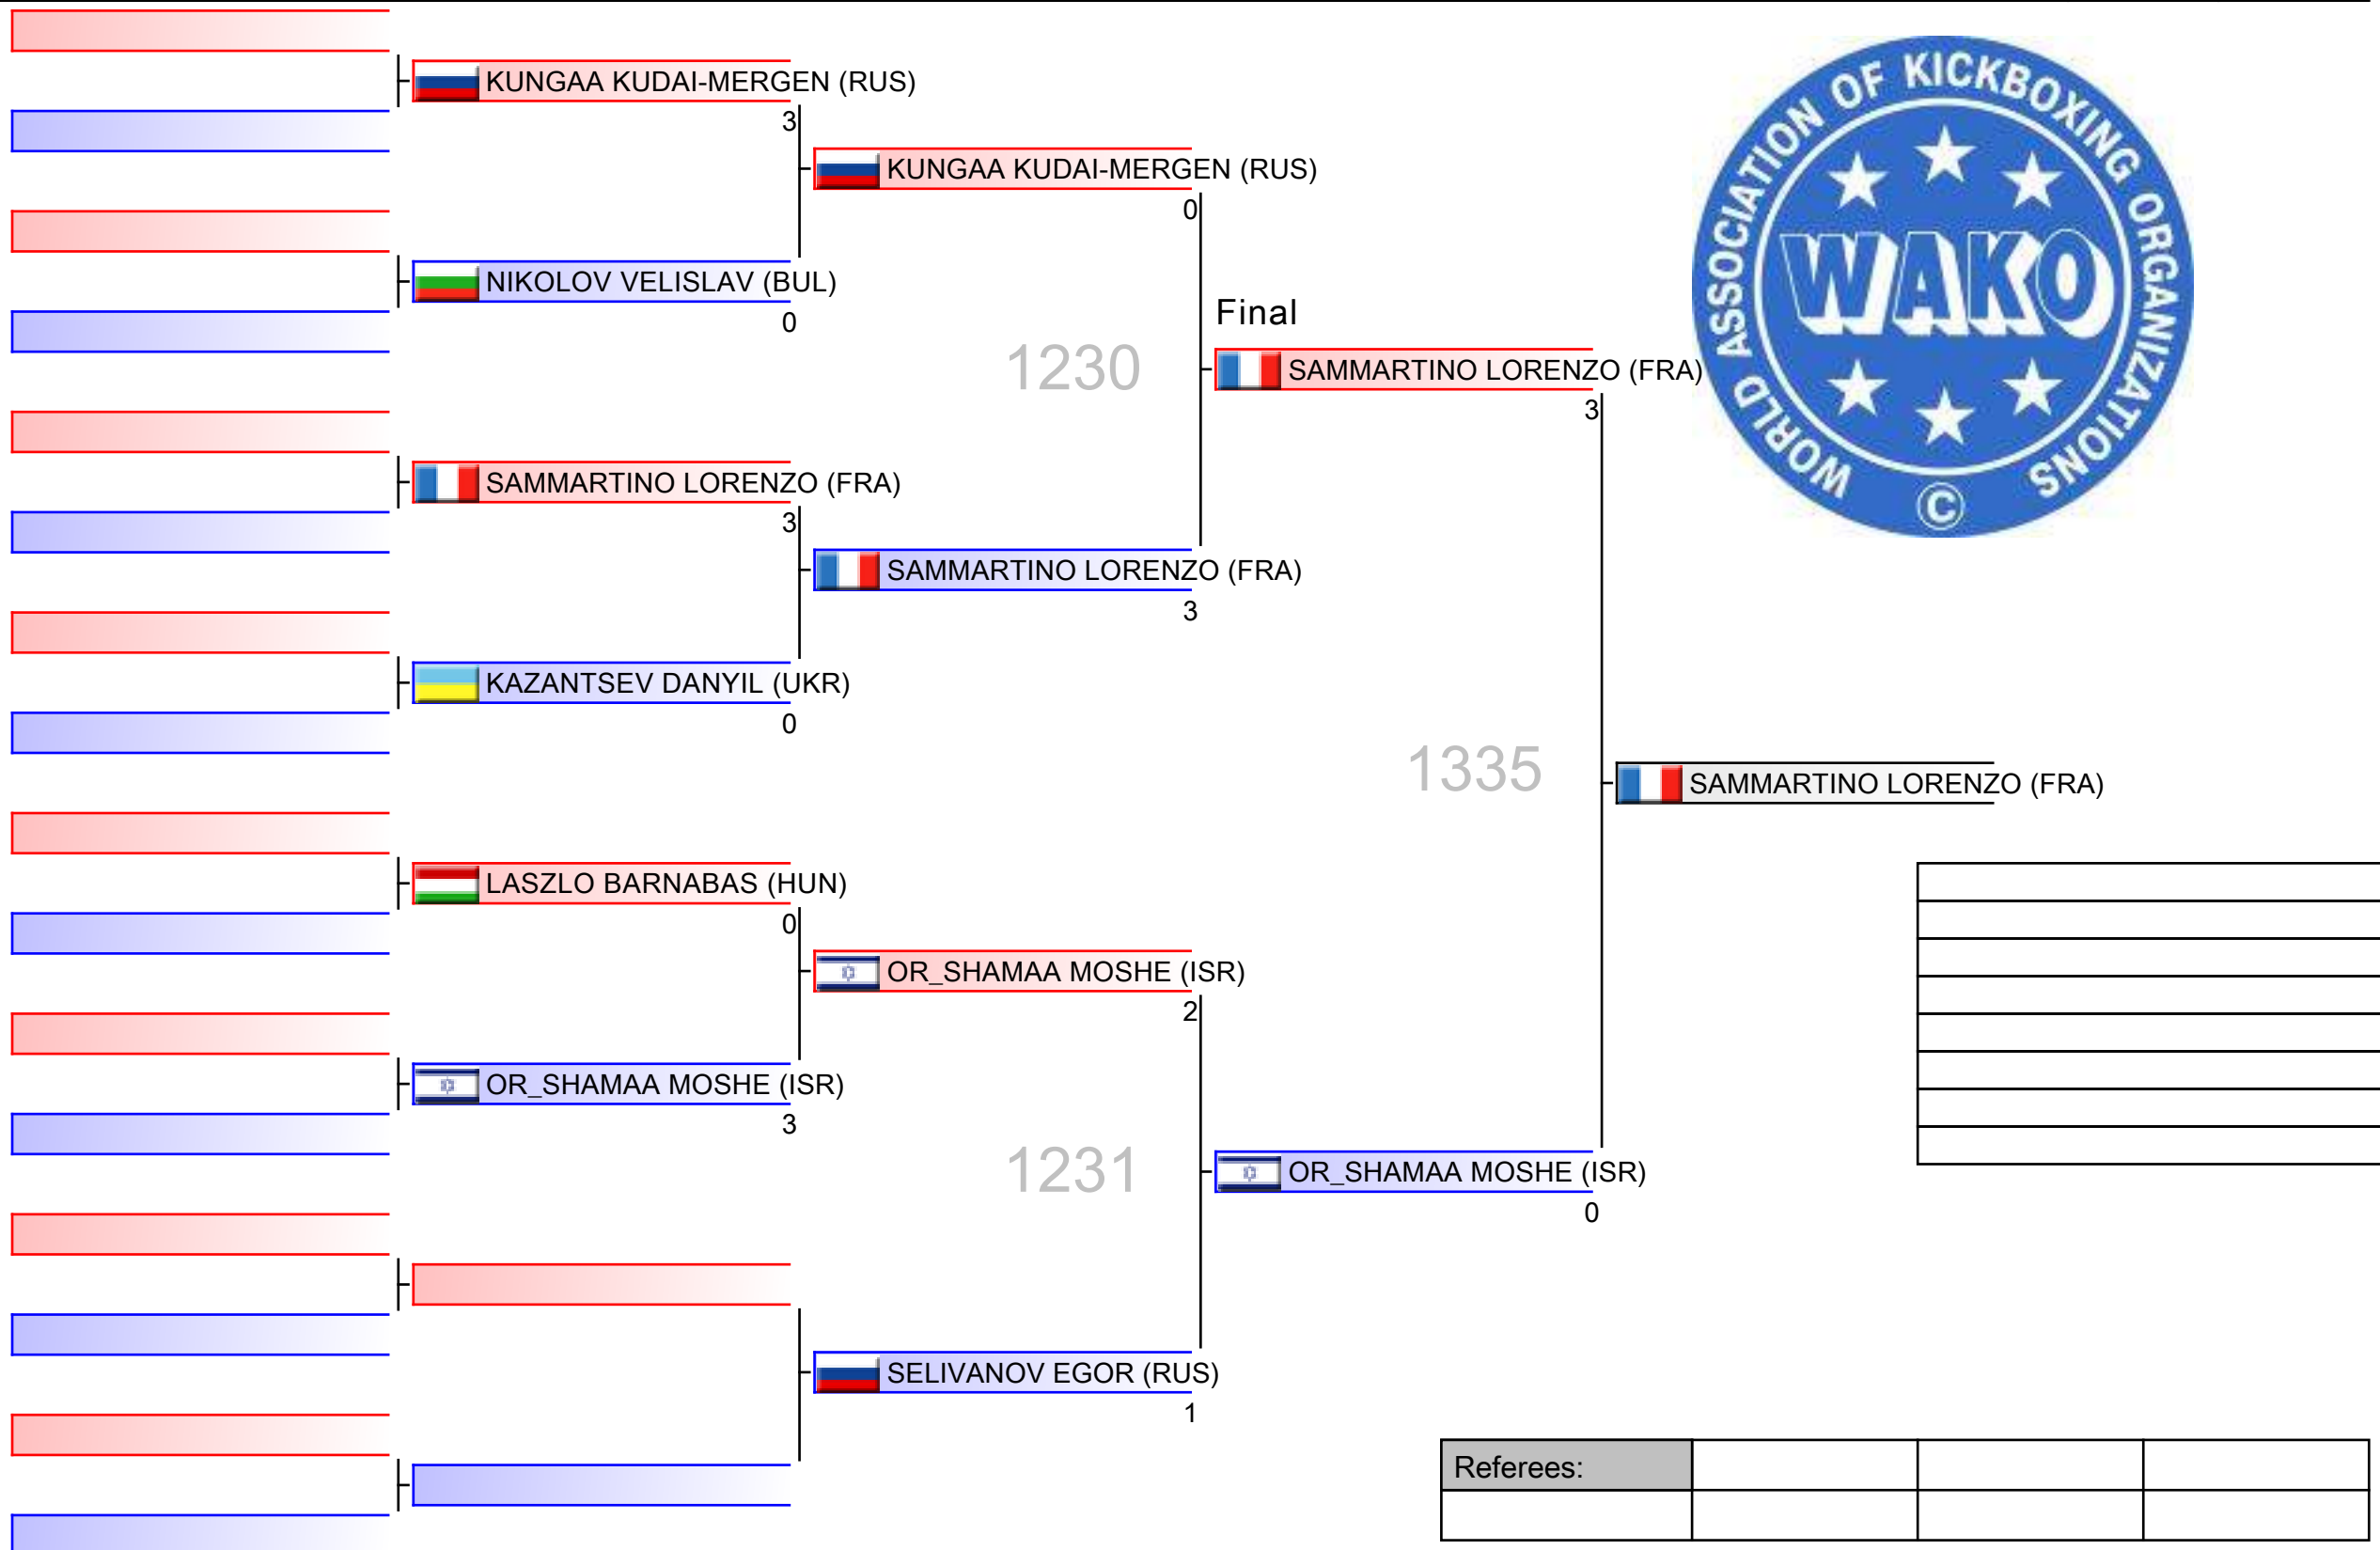 KUNGAA KUDAI-MERGEN (RUS)
3
NIKOLOV VELISLAV (BUL)
0
SAMMARTINO LORENZO (FRA)
3
KAZANTSEV DANYIL (UKR)
0
LASZLO BARNABAS (HUN)
0
OR_SHAMAA MOSHE (ISR)
3
KUNGAA KUDAI-MERGEN (RUS)
0
1230
SAMMARTINO LORENZO (FRA)
3
OR_SHAMAA MOSHE (ISR)
2
1231
SELIVANOV EGOR (RUS)
1
Final
SAMMARTINO LORENZO (FRA)
3
1335
OR_SHAMAA MOSHE (ISR)
0
SAMMARTINO LORENZO (FRA)
WORLD ASSOCIATION OF KICKBOXING ORGANIZATIONS
WAKO
©
Referees: